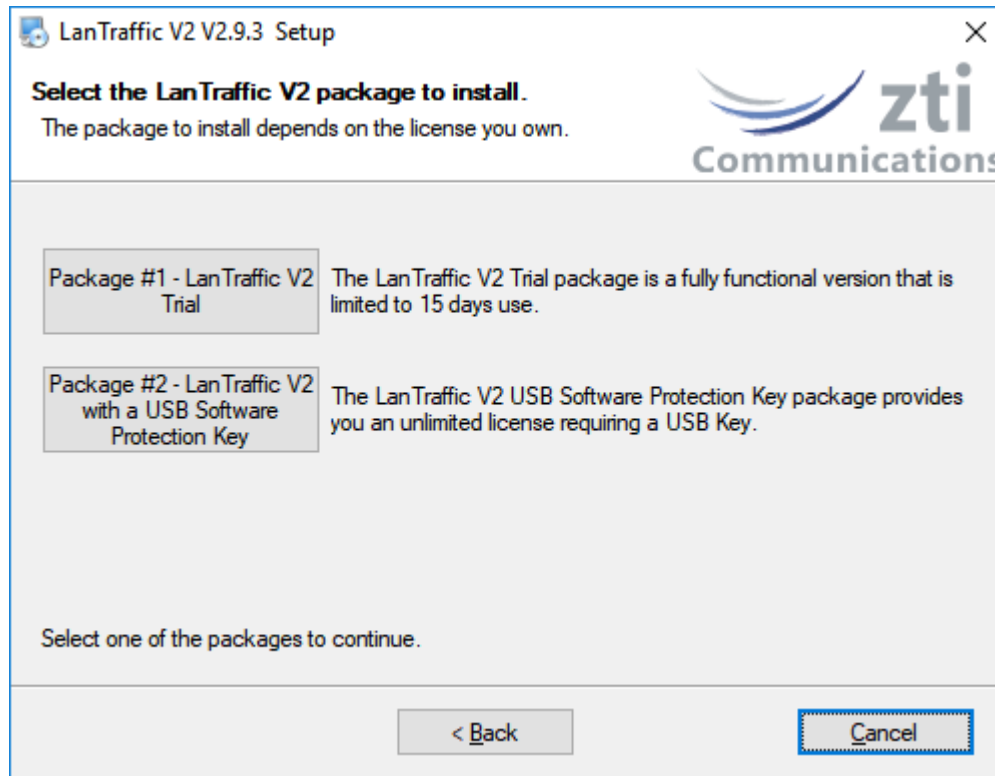 LanTraffic V2 V2.9.3 Setup
Select the LanTraffic V2 package to install.
The package to install depends on the license you own.
zti
Communications
Package #1 - LanTraffic V2
Trial
The LanTraffic V2 Trial package is a fully functional version that is
limited to 15 days use.
Package #2 - LanTraffic V2
with a USB Software
Protection Key
The LanTraffic V2 USB Software Protection Key package provides
you an unlimited license requiring a USB Key.
Select one of the packages to continue.
< Back
Cancel